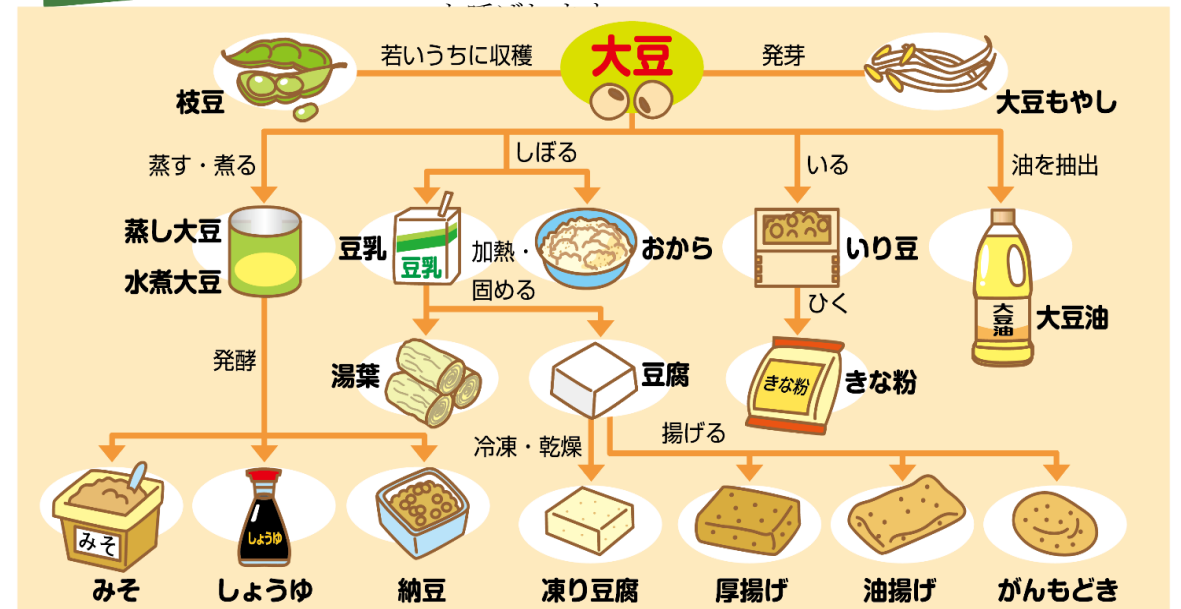 若いうちに収穫
大豆
発芽
枝豆
大豆もやし
蒸す・煮る
しぼる
いる
油を抽出
蒸し大豆
水煮大豆
豆乳
豆乳
加熱・
固める
おから
いり豆
ひく
大豆油
大豆油
発酵
湯葉
豆腐
きな粉
きな粉
冷凍・乾燥
揚げる
みそ
しょうゆ
みそ
しょうゆ
納豆
凍り豆腐
厚揚げ
油揚げ
がんもどき